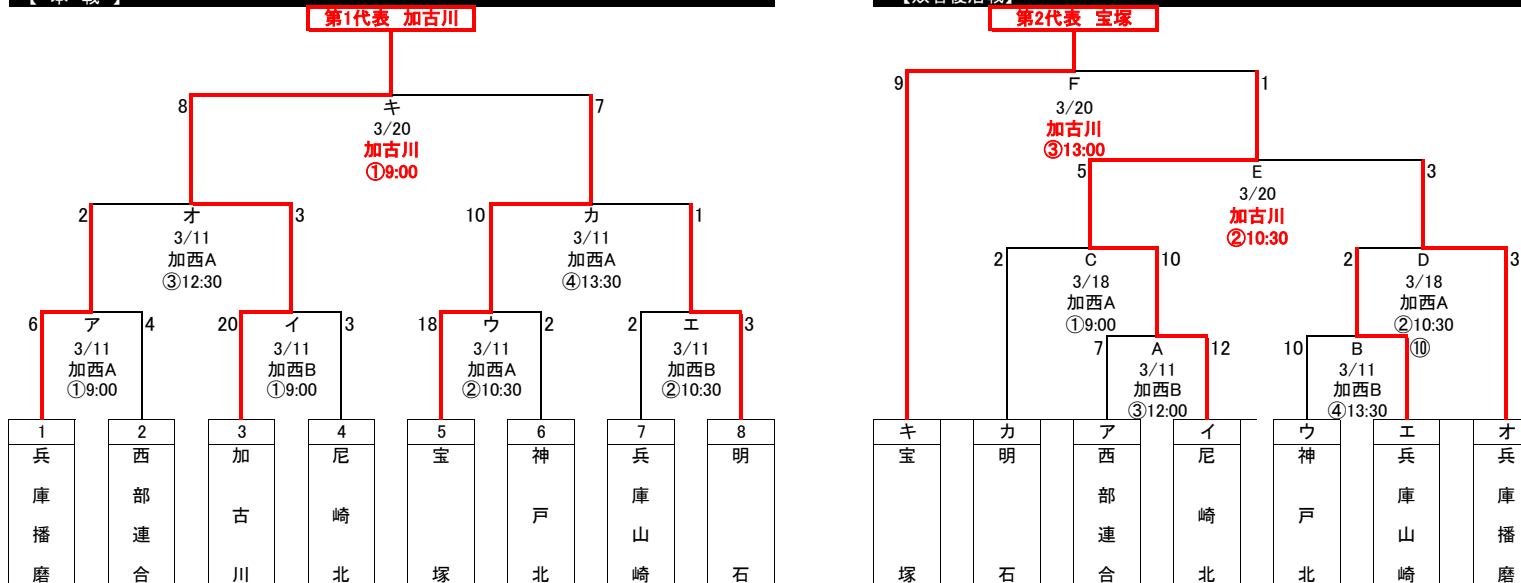 【 本 戦 】
第1代表 加古川
8 キ 7
3/20
加古川
①9:00
2 オ 3
3/11
加西A
③12:30
10 カ 1
3/11
加西A
④13:30
6 ア 4
3/11
加西A
①9:00
20 イ 3
3/11
加西B
①9:00
18 ウ 2
3/11
加西A
②10:30
2 エ 3
3/11
加西B
②10:30
1 2 3 4 5 6 7 8
兵庫播磨
西部連合
加古川
尼崎北
宝塚
神戸北
兵庫山崎
明石
【敗者復活戦】
第2代表 宝塚
9 F 1
3/20
加古川
③13:00
5 E 3
3/20
加古川
②10:30
2 C 10
3/18
加西A
①9:00
2 D 3
3/18
加西A
②10:30
7 A 12
3/11
加西B
③12:00
10 B ⑩
3/11
加西B
④13:30
キ カ ア イ ウ エ オ
宝塚
明石
西部連合
尼崎北
神戸北
兵庫山崎
兵庫播磨